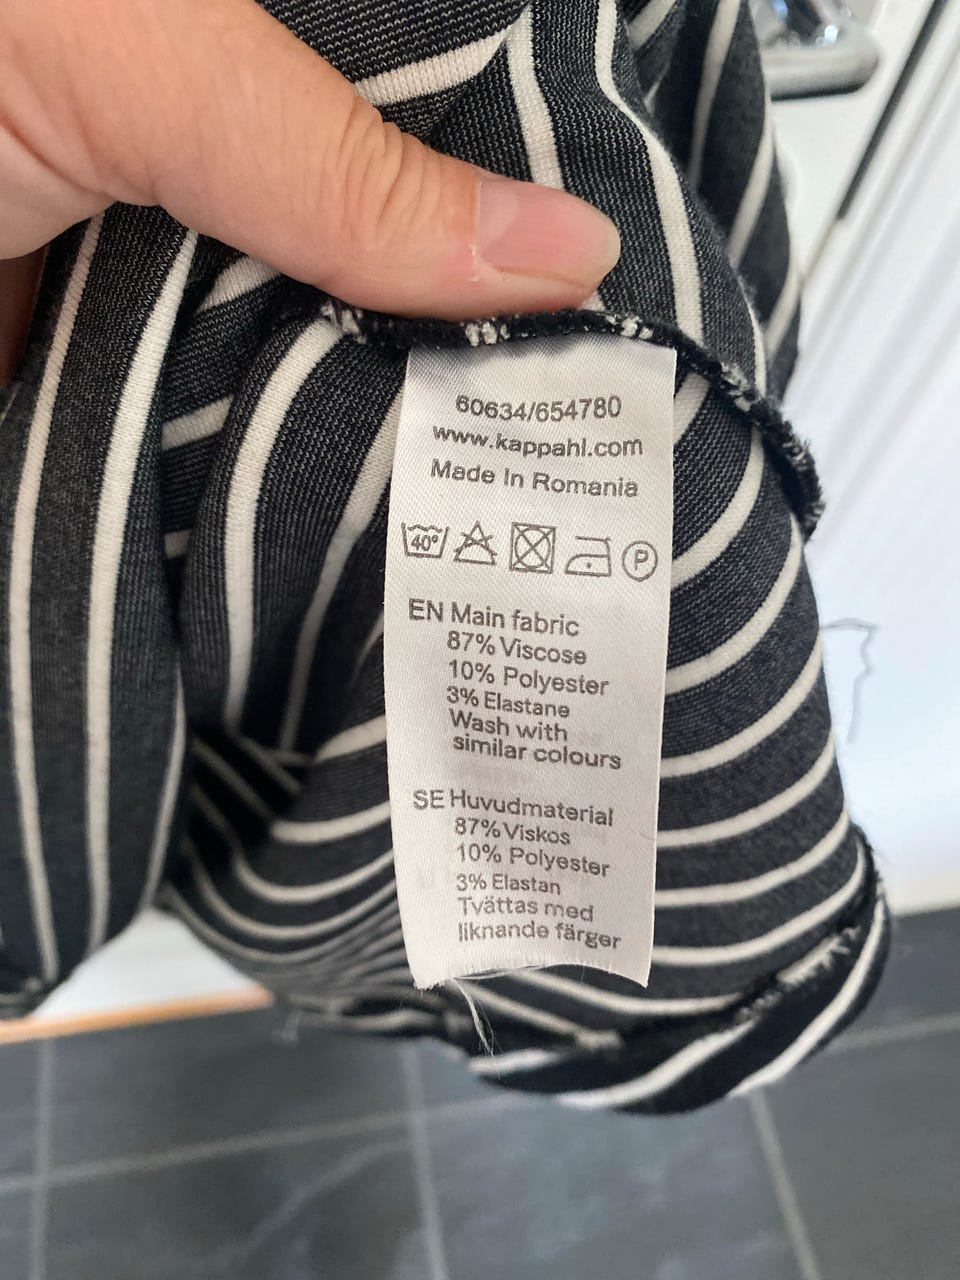 60634/654780
www.kappahl.com
Made In Romania
40° P
EN Main fabric
87% Viscose
10% Polyester
3% Elastane
Wash with
similar colours
SE Huvudmaterial
87% Viskos
10% Polyester
3% Elastan
Tvättas med
liknande färger